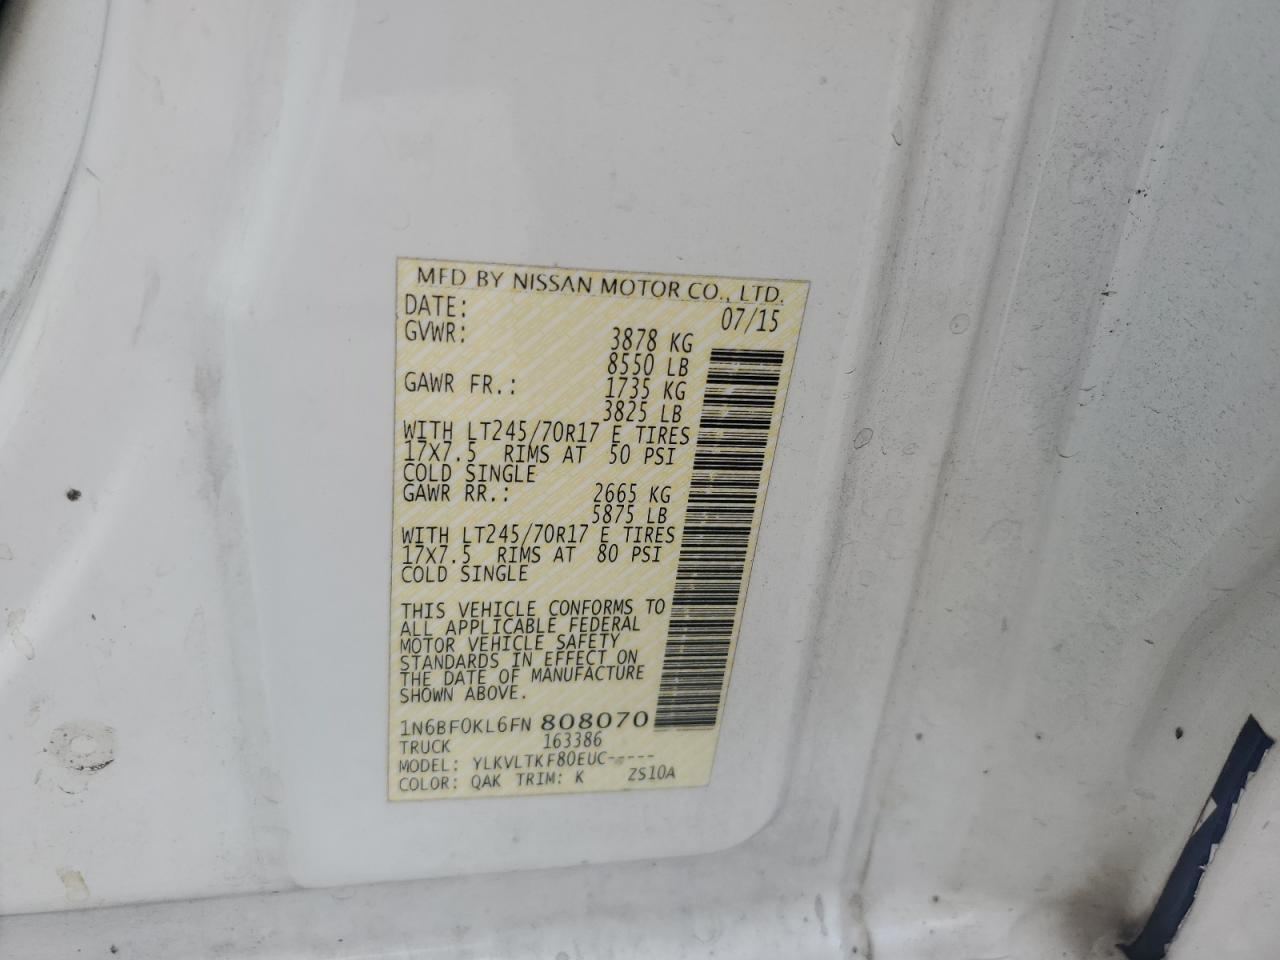 MFD BY NISSAN MOTOR CO., LTD.
DATE: 07/15
GVWR: 3878 KG
8550 LB
GAWR FR.: 1735 KG
3825 LB
WITH LT245/70R17 E TIRES
17X7.5 RIMS AT 50 PSI
COLD SINGLE
GAWR RR.: 2665 KG
5875 LB
WITH LT245/70R17 E TIRES
17X7.5 RIMS AT 80 PSI
COLD SINGLE
THIS VEHICLE CONFORMS TO
ALL APPLICABLE FEDERAL
MOTOR VEHICLE SAFETY
STANDARDS IN EFFECT ON
THE DATE OF MANUFACTURE
SHOWN ABOVE.
1N6BF0KL6FN 808070
TRUCK 163386
MODEL: YLKVLTKF80EUC-----
COLOR: QAK TRIM: K ZS10A